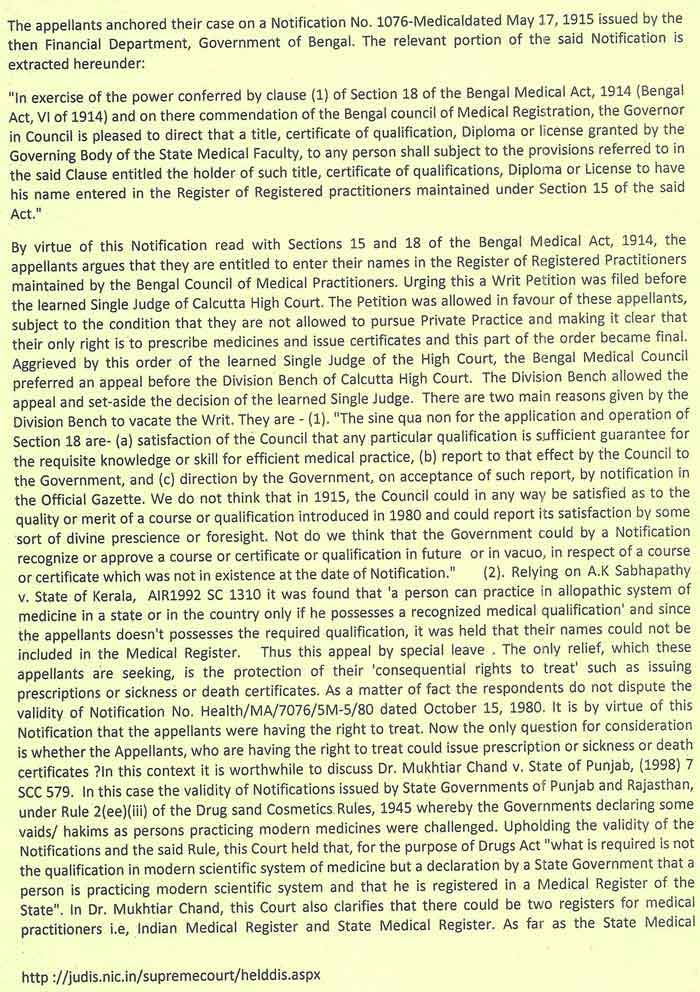 The appellants anchored their case on a Notification No. 1076-Medicaldated May 17, 1915 issued by the
then Financial Department, Government of Bengal. The relevant portion of the said Notification is
extracted hereunder:
"In exercise of the power conferred by clause (1) of Section 18 of the Bengal Medical Act, 1914 (Bengal
Act, VI of 1914) and on there commendation of the Bengal council of Medical Registration, the Governor
in Council is pleased to direct that a title, certificate of qualification, Diploma or license granted by the
Governing Body of the State Medical Faculty, to any person shall subject to the provisions referred to in
the said Clause entitled the holder of such title, certificate of qualifications, Diploma or License to have
his name entered in the Register of Registered practitioners maintained under Section 15 of the said
Act."
By virtue of this Notification read with Sections 15 and 18 of the Bengal Medical Act, 1914, the
appellants argues that they are entitled to enter their names in the Register of Registered Practitioners
maintained by the Bengal Council of Medical Practitioners. Urging this a Writ Petition was filed before
the learned Single Judge of Calcutta High Court. The Petition was allowed in favour of these appellants,
subject to the condition that they are not allowed to pursue Private Practice and making it clear that
their only right is to prescribe medicines and issue certificates and this part of the order became final.
Aggrieved by this order of the learned Single Judge of the High Court, the Bengal Medical Council
preferred an appeal before the Division Bench of Calcutta High Court. The Division Bench allowed the
appeal and set-aside the decision of the learned Single Judge. There are two main reasons given by the
Division Bench to vacate the Writ. They are - (1). "The sine qua non for the application and operation of
Section 18 are- (a) satisfaction of the Council that any particular qualification is sufficient guarantee for
the requisite knowledge or skill for efficient medical practice, (b) report to that effect by the Council to
the Government, and (c) direction by the Government, on acceptance of such report, by notification in
the Official Gazette. We do not think that in 1915, the Council could in any way be satisfied as to the
quality or merit of a course or qualification introduced in 1980 and could report its satisfaction by some
sort of divine prescience or foresight. Not do we think that the Government could by a Notification
recognize or approve a course or certificate or qualification in future or in vacuo, in respect of a course
or certificate which was not in existence at the date of Notification." (2). Relying on A.K Sabhapathy
v. State of Kerala, AIR1992 SC 1310 it was found that 'a person can practice in allopathic system of
medicine in a state or in the country only if he possesses a recognized medical qualification' and since
the appellants doesn't possesses the required qualification, it was held that their names could not be
included in the Medical Register. Thus this appeal by special leave . The only relief, which these
appellants are seeking, is the protection of their 'consequential rights to treat' such as issuing
prescriptions or sickness or death certificates. As a matter of fact the respondents do not dispute the
validity of Notification No. Health/MA/7076/5M-5/80 dated October 15, 1980. It is by virtue of this
Notification that the appellants were having the right to treat. Now the only question for consideration
is whether the Appellants, who are having the right to treat could issue prescription or sickness or death
certificates ?In this context it is worthwhile to discuss Dr. Mukhtiar Chand v. State of Punjab, (1998) 7
SCC 579. In this case the validity of Notifications issued by State Governments of Punjab and Rajasthan,
under Rule 2(ee)(iii) of the Drug sand Cosmetics Rules, 1945 whereby the Governments declaring some
vaids/ hakims as persons practicing modern medicines were challenged. Upholding the validity of the
Notifications and the said Rule, this Court held that, for the purpose of Drugs Act "what is required is not
the qualification in modern scientific system of medicine but a declaration by a State Government that a
person is practicing modern scientific system and that he is registered in a Medical Register of the
State". In Dr. Mukhtiar Chand, this Court also clarifies that there could be two registers for medical
practitioners i.e, Indian Medical Register and State Medical Register. As far as the State Medical
http ://judis.nic.in/supremecourt/helddis.aspx